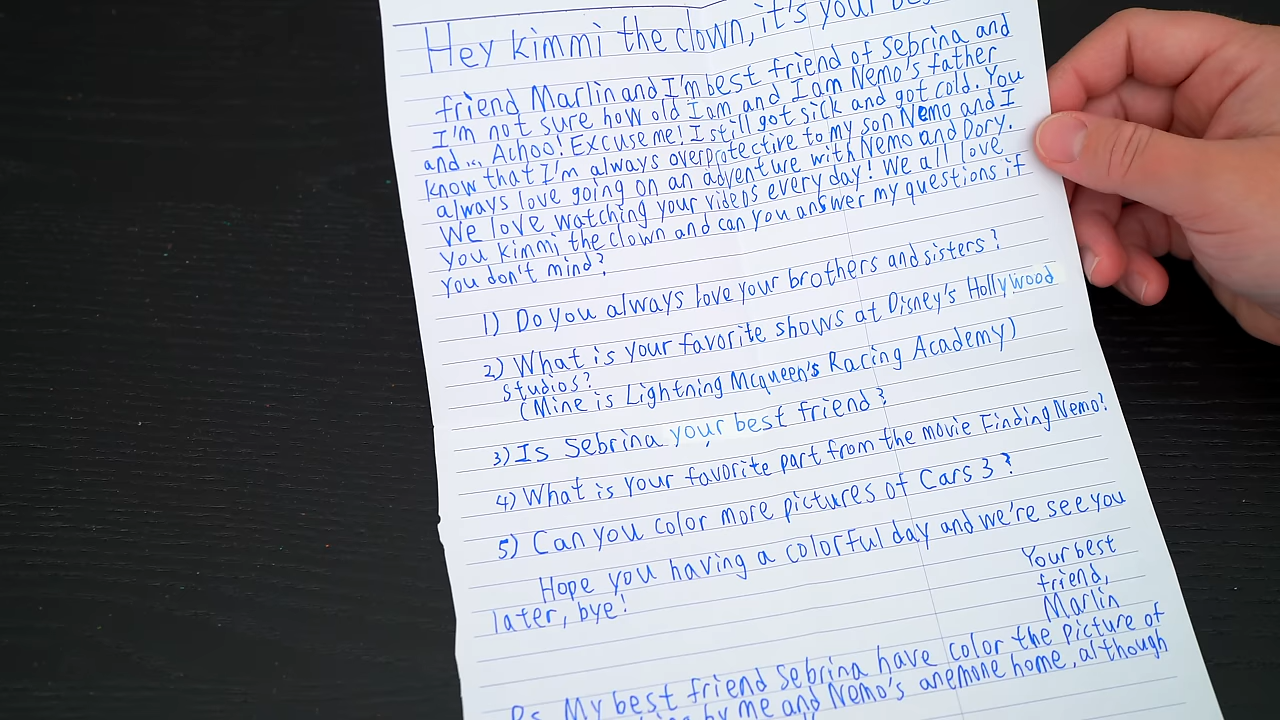 Hey kimmi the clown, it's your
friend Marlin and I'm best friend of Sebrina and
I'm not sure how old I am and I am Nemo's father
and... Achoo! Excuse me! I still got sick and got cold. You
know that I'm always overprotective to my son Nemo and I
always love going on an adventure with Nemo and Dory.
We love watching your videos every day! We all love
you kimmi the clown and can you answer my questions if
you don't mind?
1) Do you always love your brothers and sisters?
2) What is your favorite shows at Disney's Hollywood
studios?
(Mine is Lightning Mcqueen's Racing Academy)
3) Is Sebrina your best friend?
4) What is your favorite part from the movie Finding Nemo?
5) Can you color more pictures of Cars 3?
Hope you having a colorful day and we're see you
later, bye!
Your best
friend,
Marlin
Ps. My best friend Sebrina have color the picture of
by me and Nemo's anemone home, although